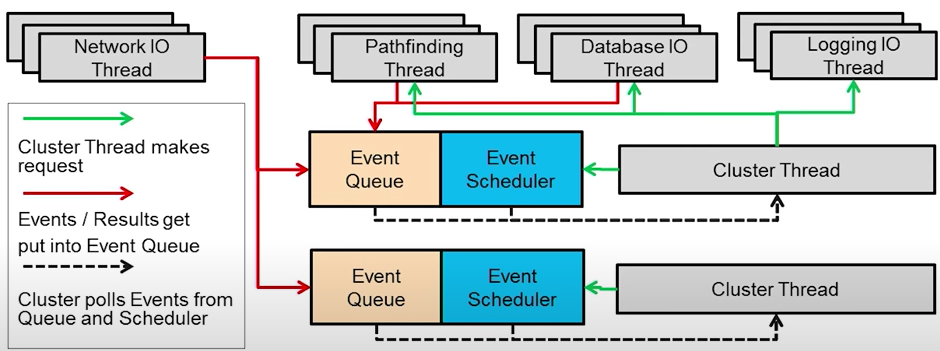 Network IO
Thread
Pathfinding
Thread
Database IO
Thread
Logging IO
Thread
Cluster Thread makes
request
Events / Results get
put into Event Queue
Cluster polls Events from
Queue and Scheduler
Event
Queue
Event
Scheduler
Cluster Thread
Event
Queue
Event
Scheduler
Cluster Thread